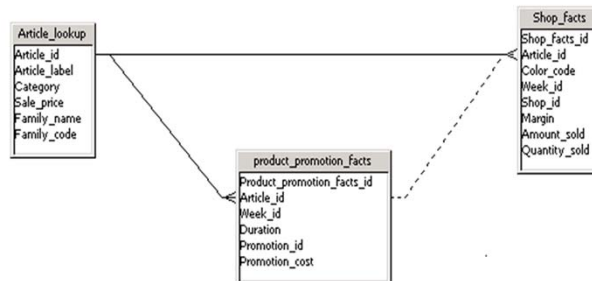 Article_lookup
Article_id
Article_label
Category
Sale_price
Family_name
Family_code
Shop_facts
Shop_facts_id
Article_id
Color_code
Week_id
Shop_id
Margin
Amount_sold
Quantity_sold
product_promotion_facts
Product_promotion_facts_id
Article_id
Week_id
Duration
Promotion_id
Promotion_cost